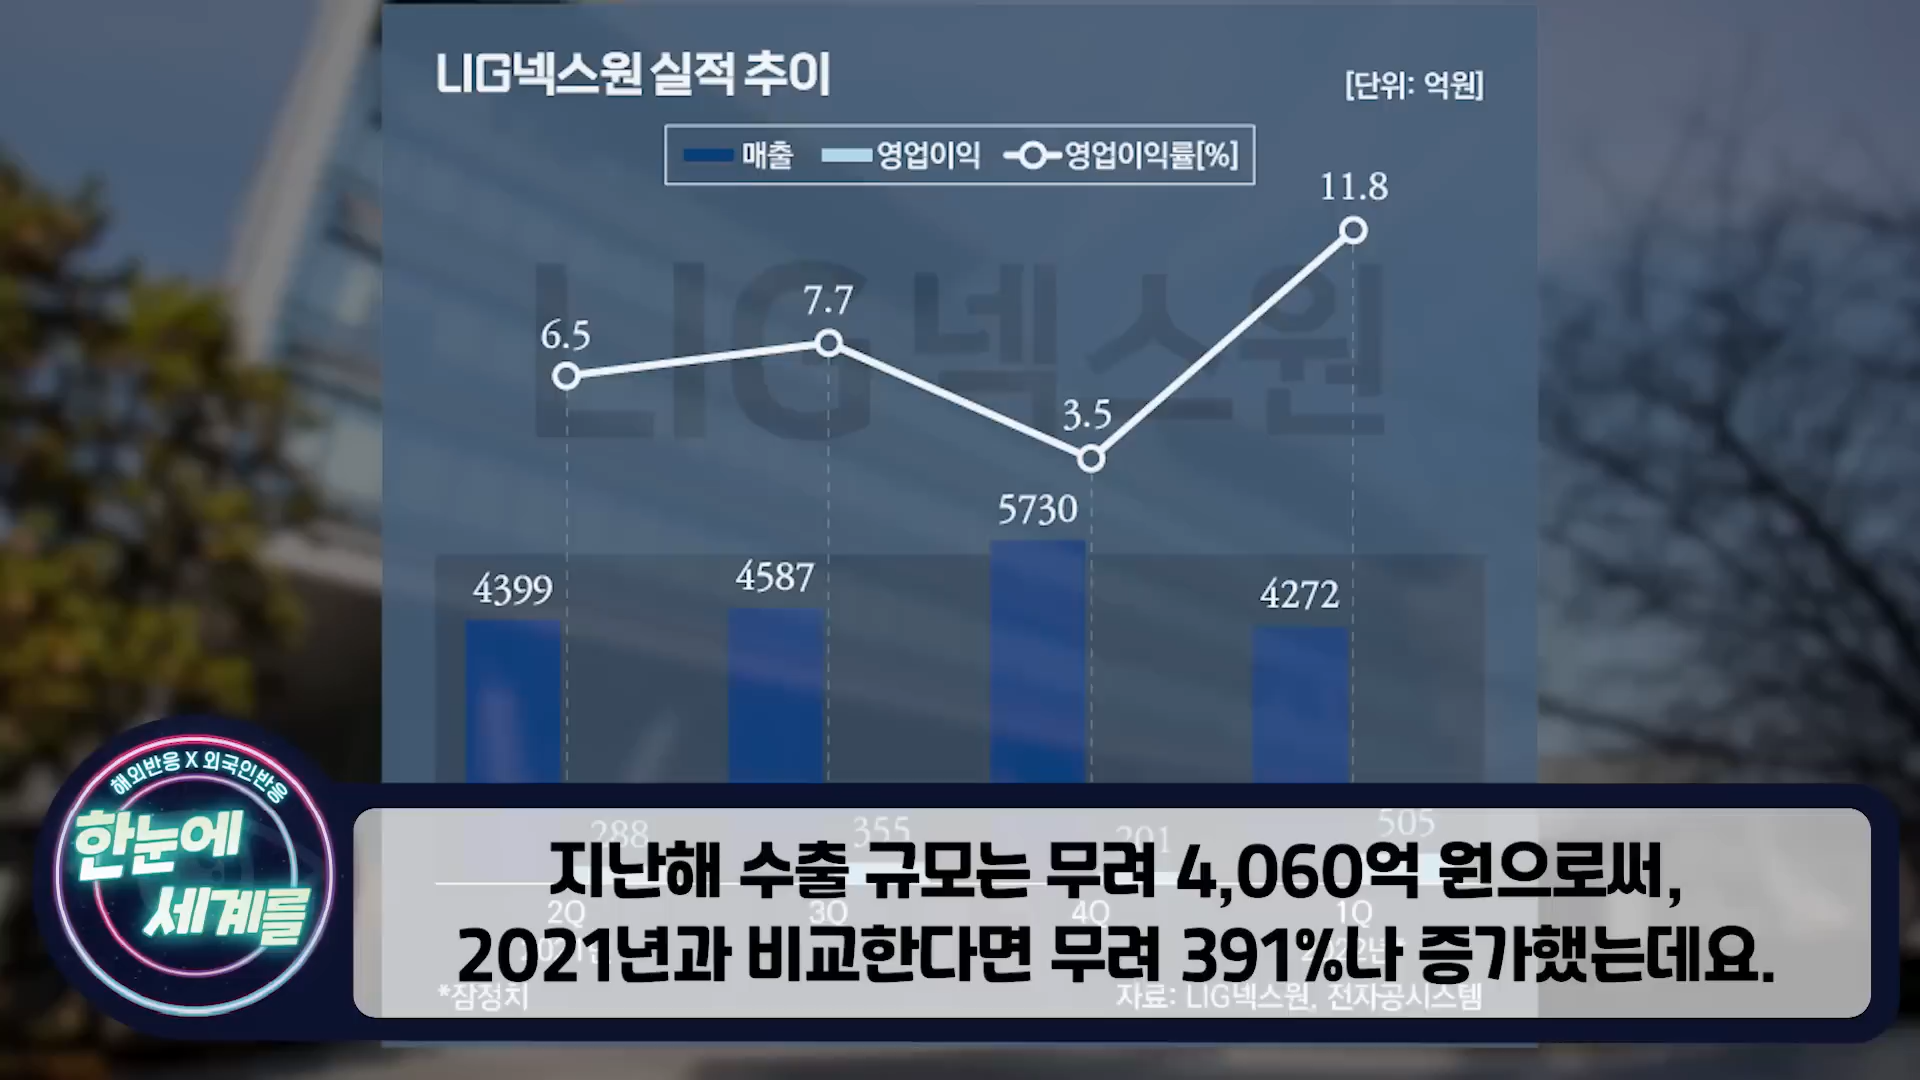 LIG넥스원 실적 추이
[단위: 억원]
매출 영업이익 영업이익률[%]
11.8
7.7
6.5
3.5
LIG넥스원
5730
4587
4399
4272
288 355 201 505
2Q 3Q 4Q 1Q
*잠정치
자료: LIG넥스원, 전자공시스템
해외반응 X 외국인반응
한눈에
세계를
지난해 수출 규모는 무려 4,060억 원으로써,
2021년과 비교한다면 무려 391%나 증가했는데요.